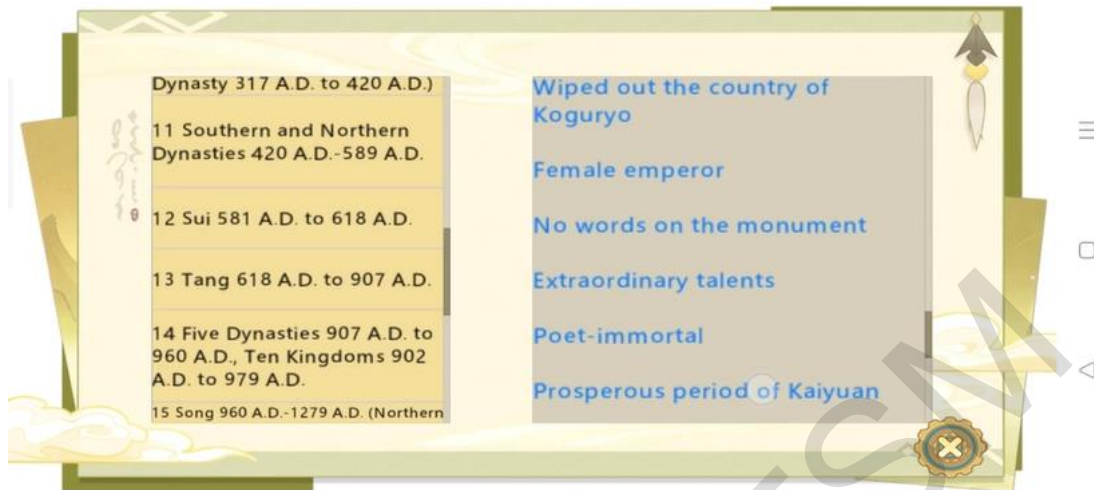 Dynasty 317 A.D. to 420 A.D.)
11 Southern and Northern
Dynasties 420 A.D.-589 A.D.
12 Sui 581 A.D. to 618 A.D.
13 Tang 618 A.D. to 907 A.D.
14 Five Dynasties 907 A.D. to
960 A.D., Ten Kingdoms 902
A.D. to 979 A.D.
15 Song 960 A.D.-1279 A.D. (Northern
Wiped out the country of
Koguryo
Female emperor
No words on the monument
Extraordinary talents
Poet-immortal
Prosperous period of Kaiyuan